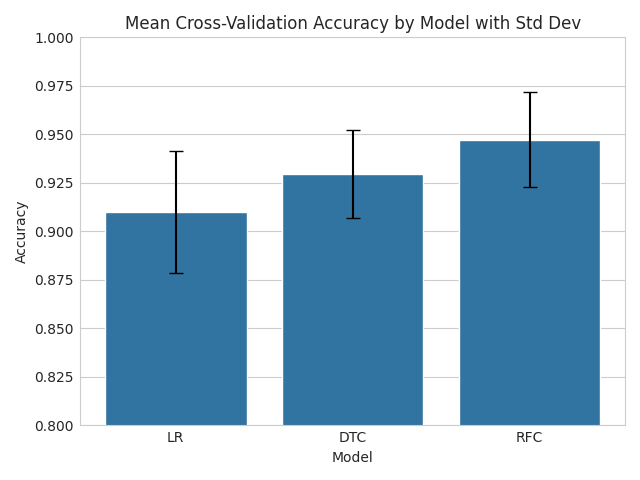 Mean Cross-Validation Accuracy by Model with Std Dev
1.000
0.975
0.950
0.925
0.900
0.875
0.850
0.825
0.800
Accuracy
LR DTC RFC
Model